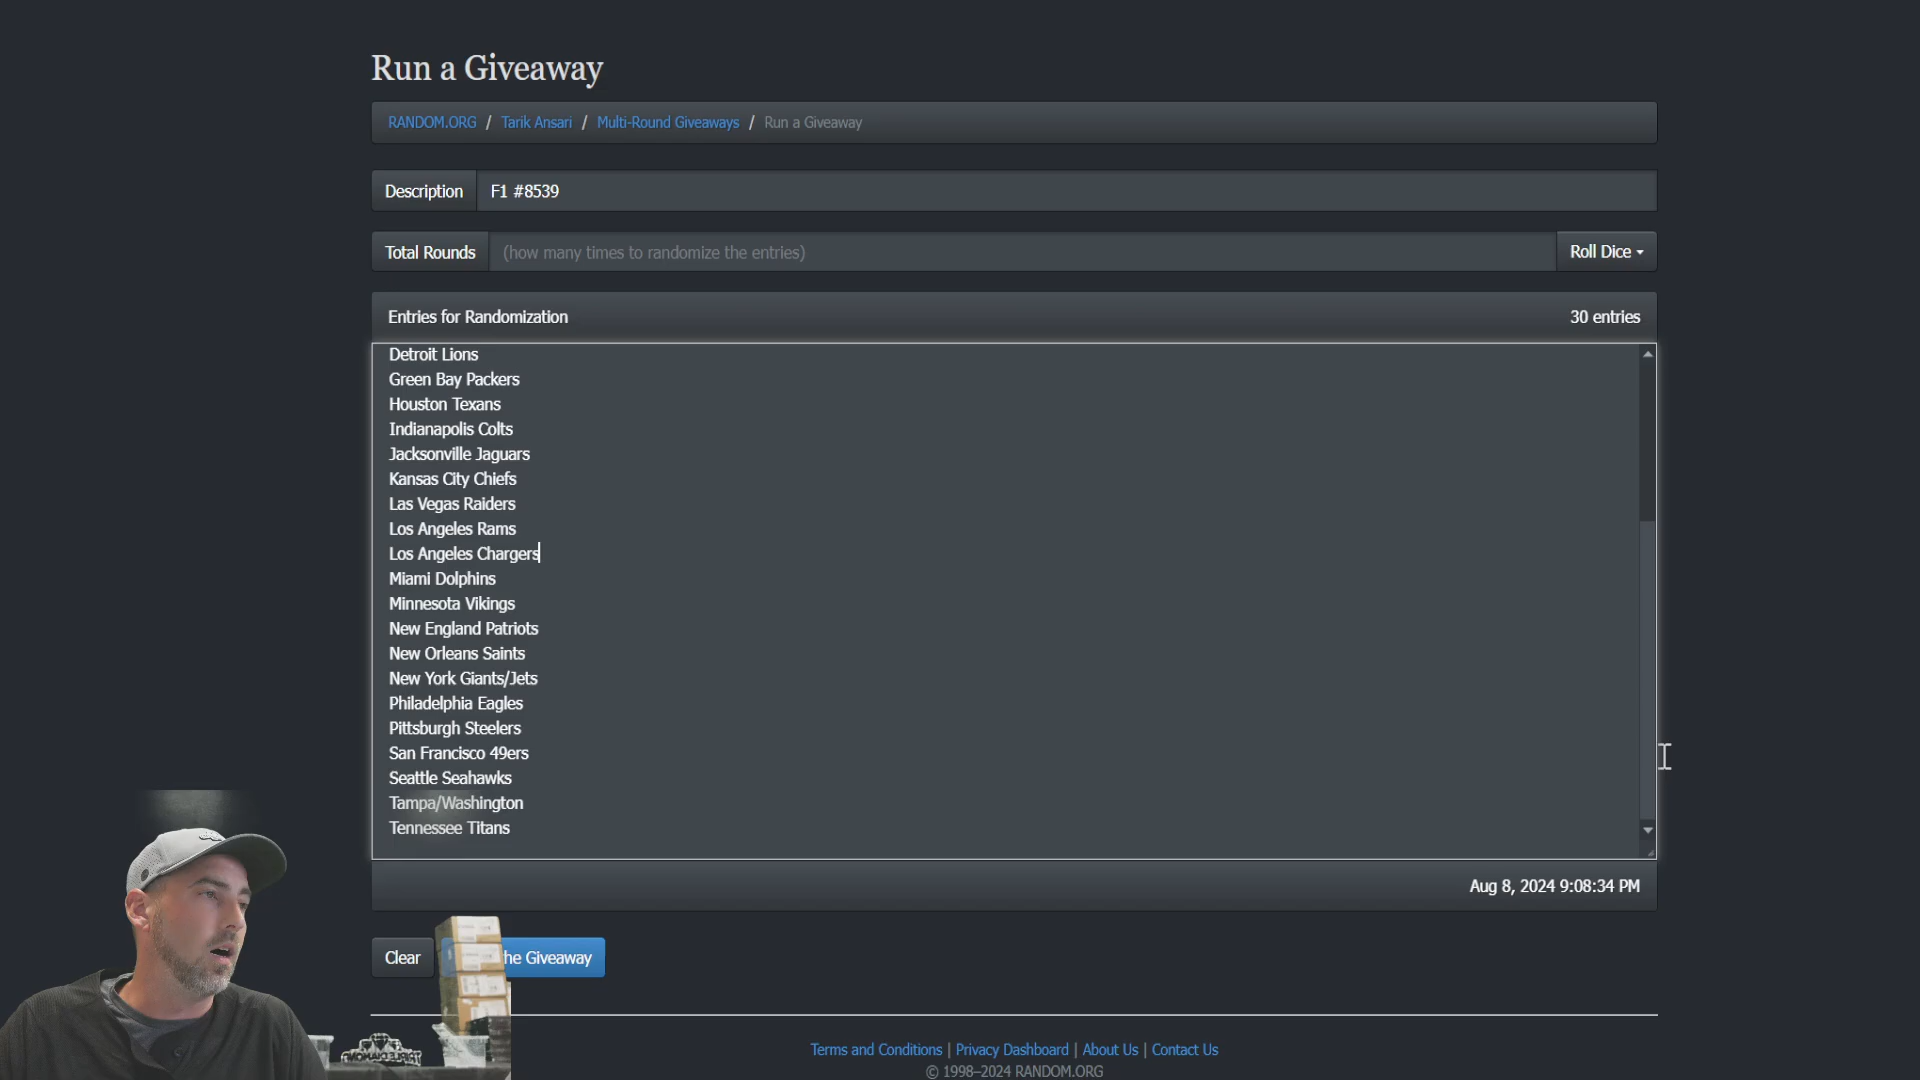 Run a Giveaway
RANDOM.ORG / Tarik Ansari / Multi-Round Giveaways / Run a Giveaway
Description F1 #8539
Total Rounds (how many times to randomize the entries) Roll Dice
Entries for Randomization 30 entries
Detroit Lions
Green Bay Packers
Houston Texans
Indianapolis Colts
Jacksonville Jaguars
Kansas City Chiefs
Las Vegas Raiders
Los Angeles Rams
Los Angeles Chargers
Miami Dolphins
Minnesota Vikings
New England Patriots
New Orleans Saints
New York Giants/Jets
Philadelphia Eagles
Pittsburgh Steelers
San Francisco 49ers
Seattle Seahawks
Tampa/Washington
Tennessee Titans
Aug 8, 2024 9:08:34 PM
Clear he Giveaway
Terms and Conditions | Privacy Dashboard | About Us | Contact Us
© 1998–2024 RANDOM.ORG